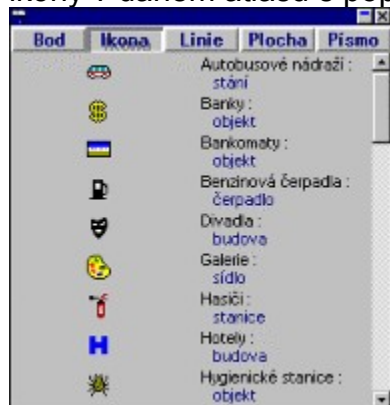 Bod Ikona Linie Plocha Písmo
Autobusové nádraží :
stání
Banky :
objekt
Bankomaty :
objekt
Benzínová čerpadla :
čerpadlo
Divadla :
budova
Galerie :
sídlo
Hasiči :
stanice
H Hotely :
budova
Hygienické stanice :
objekt